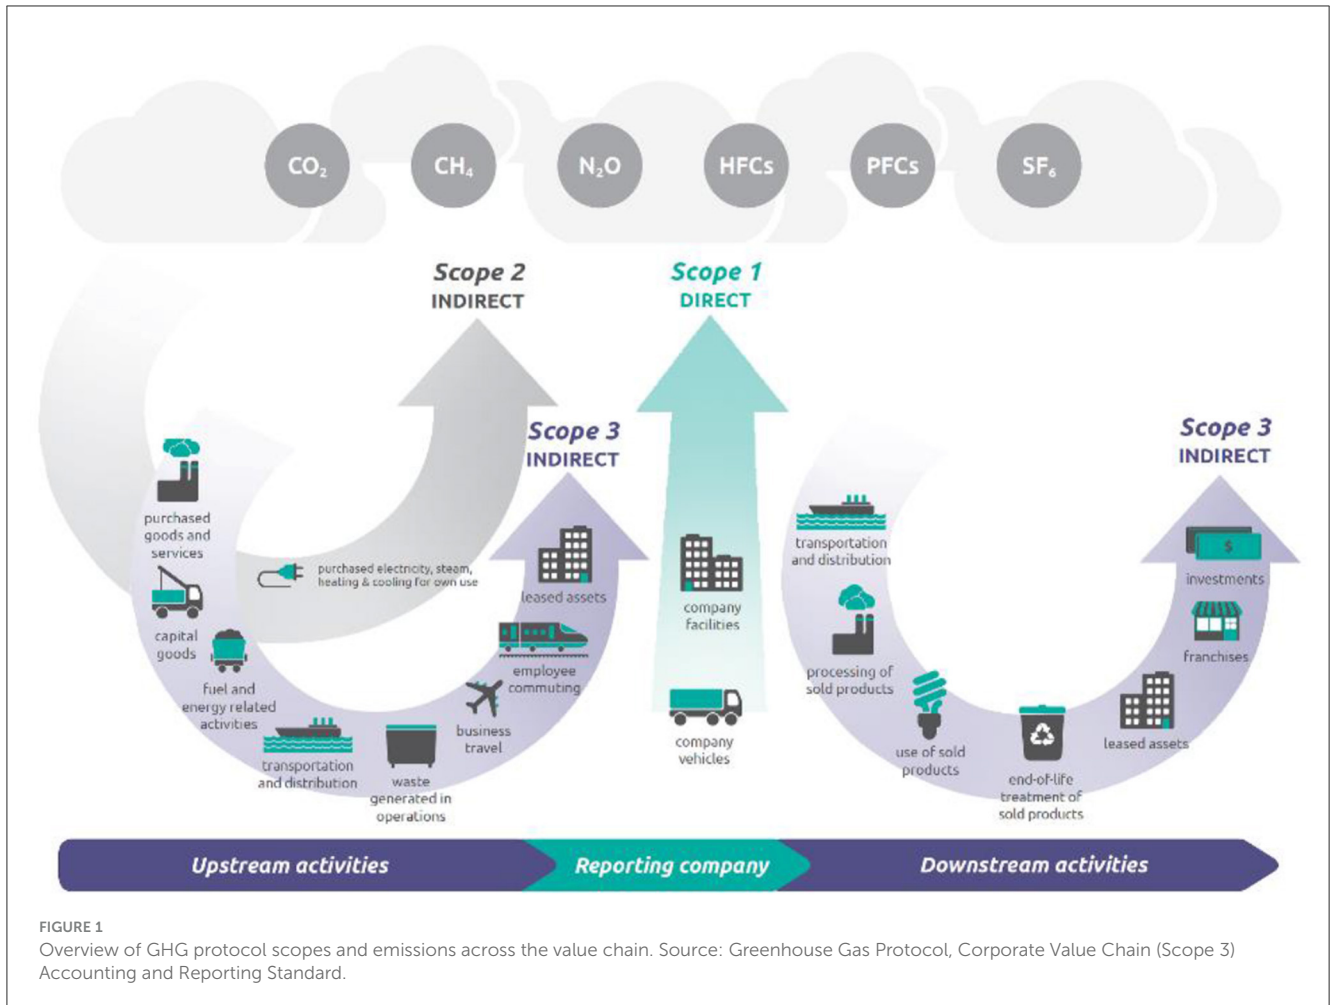 CO₂
CH₄
N₂O
HFCs
PFCs
SF₆
Scope 2
INDIRECT
Scope 1
DIRECT
Scope 3
INDIRECT
Scope 3
INDIRECT
purchased
goods and
services
capital
goods
fuel and
energy related
activities
transportation
and distribution
waste
generated in
operations
business
travel
employee
commuting
leased assets
purchased electricity, steam,
heating & cooling for own use
company
facilities
company
vehicles
transportation
and distribution
processing of
sold products
use of sold
products
end-of-life
treatment of
sold products
leased assets
franchises
$
investments
Upstream activities
Reporting company
Downstream activities
FIGURE 1
Overview of GHG protocol scopes and emissions across the value chain. Source: Greenhouse Gas Protocol, Corporate Value Chain (Scope 3)
Accounting and Reporting Standard.